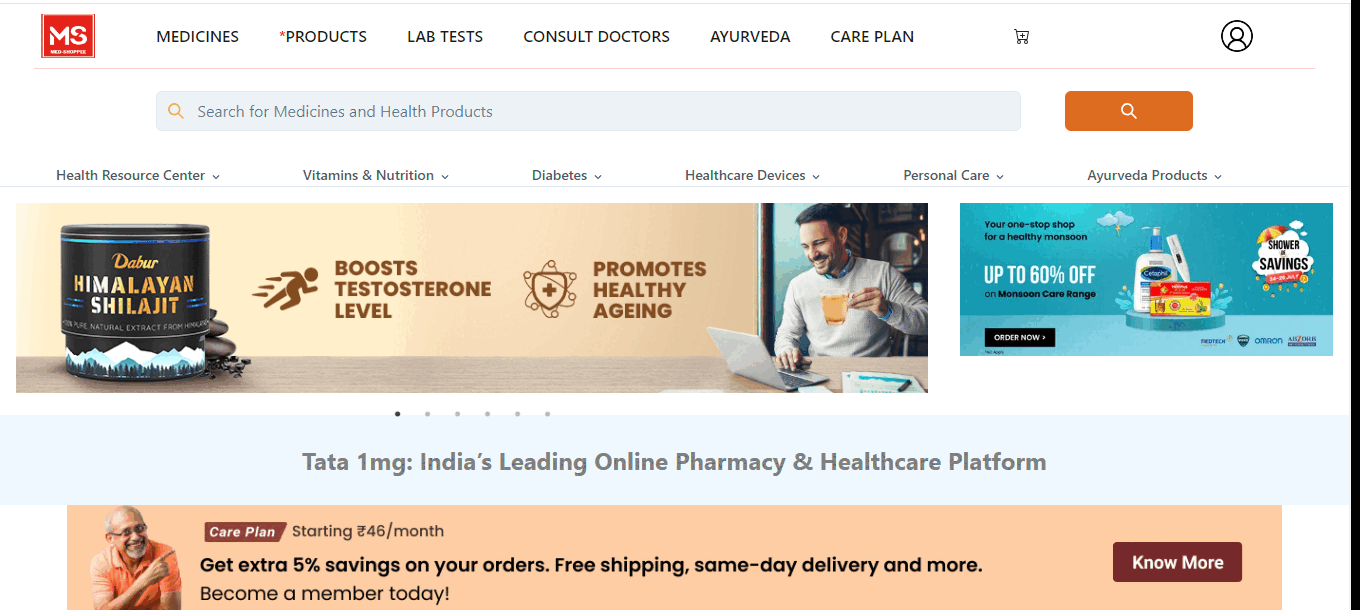 MS
MED-SHOPPEE
MEDICINES
*PRODUCTS
LAB TESTS
CONSULT DOCTORS
AYURVEDA
CARE PLAN
Search for Medicines and Health Products
Health Resource Center
Vitamins & Nutrition
Diabetes
Healthcare Devices
Personal Care
Ayurveda Products
Dabur
HIMALAYAN
SHILAJIT
PURE, NATURAL EXTRACT FROM
BOOSTS
TESTOSTERONE
LEVEL
PROMOTES
HEALTHY
AGEING
Your one-stop shop
for a healthy monsoon
UP TO 60% OFF
on Monsoon Care Range
ORDER NOW >
Cetaphil
SHOWER
OF
SAVINGS
24-26 JULY
MEDTECH
OMRON
ABZORB
Tata 1mg: India’s Leading Online Pharmacy & Healthcare Platform
Care Plan Starting ₹46/month
Get extra 5% savings on your orders. Free shipping, same-day delivery and more.
Become a member today!
Know More